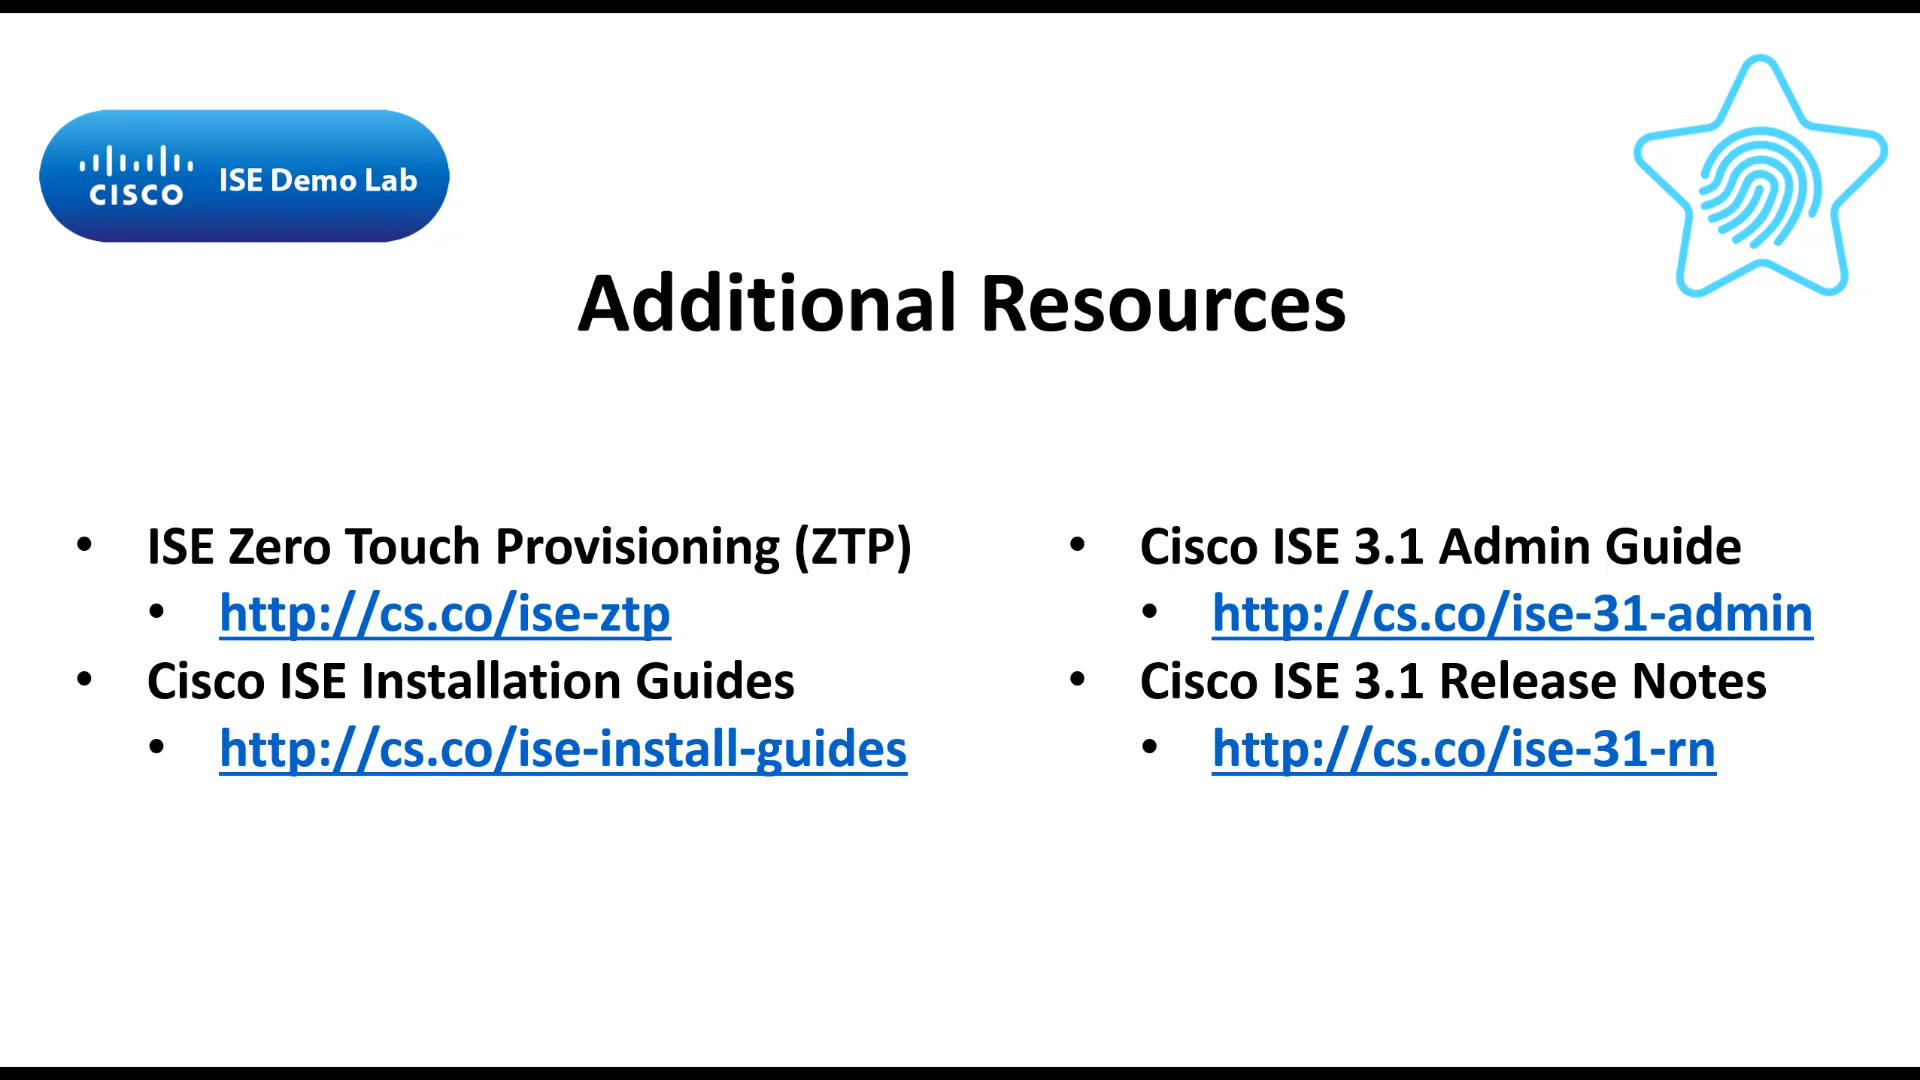 CISCO ISE Demo Lab
Additional Resources
• ISE Zero Touch Provisioning (ZTP)
• http://cs.co/ise-ztp
• Cisco ISE Installation Guides
• http://cs.co/ise-install-guides
• Cisco ISE 3.1 Admin Guide
• http://cs.co/ise-31-admin
• Cisco ISE 3.1 Release Notes
• http://cs.co/ise-31-rn